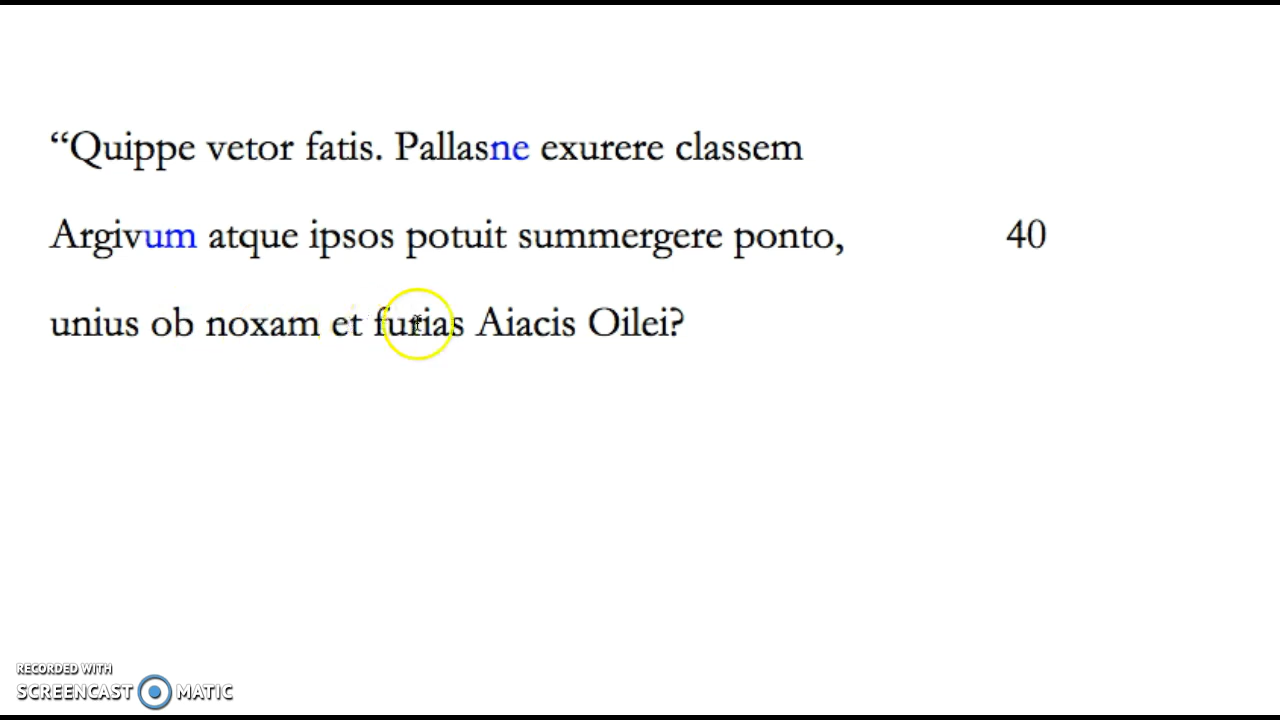 “Quippe vetor fatis. Pallasne exurere classem
Argivum atque ipsos potuit summergere ponto, 40
unius ob noxam et furias Aiacis Oilei?
RECORDED WITH
SCREENCAST MATIC